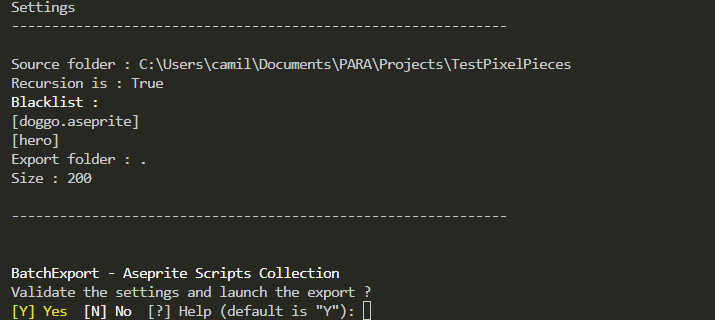 Settings
--------------------------------------------------------------
Source folder : C:\Users\camil\Documents\PARA\Projects\TestPixelPieces
Recursion is : True
Blacklist :
[doggo.aseprite]
[hero]
Export folder : .
Size : 200
--------------------------------------------------------------
BatchExport - Aseprite Scripts Collection
Validate the settings and launch the export ?
[Y] Yes  [N] No  [?] Help (default is "Y"):